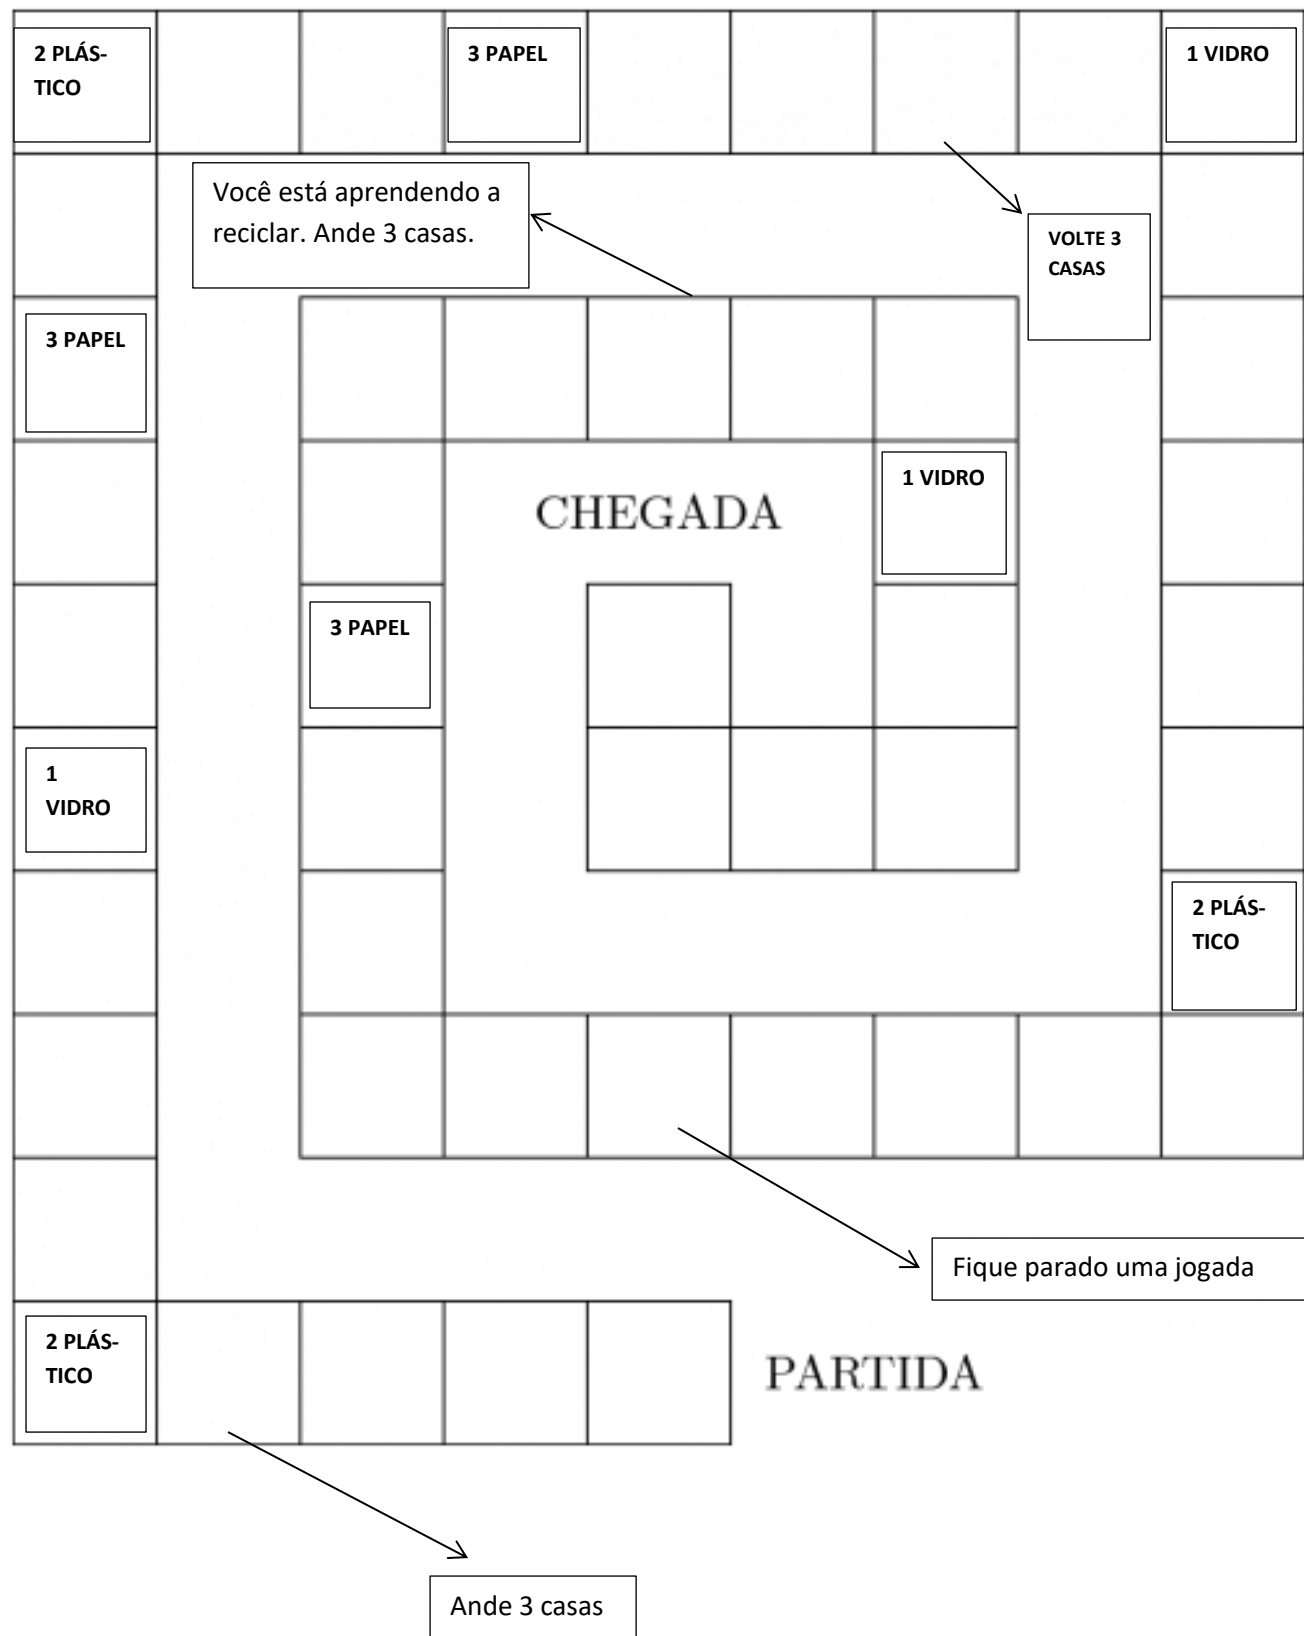 2 PLÁS-
TICO
3 PAPEL
1 VIDRO
Você está aprendendo a
reciclar. Ande 3 casas.
VOLTE 3
CASAS
3 PAPEL
1 VIDRO
CHEGADA
3 PAPEL
1
VIDRO
2 PLÁS-
TICO
Fique parado uma jogada
2 PLÁS-
TICO
PARTIDA
Ande 3 casas